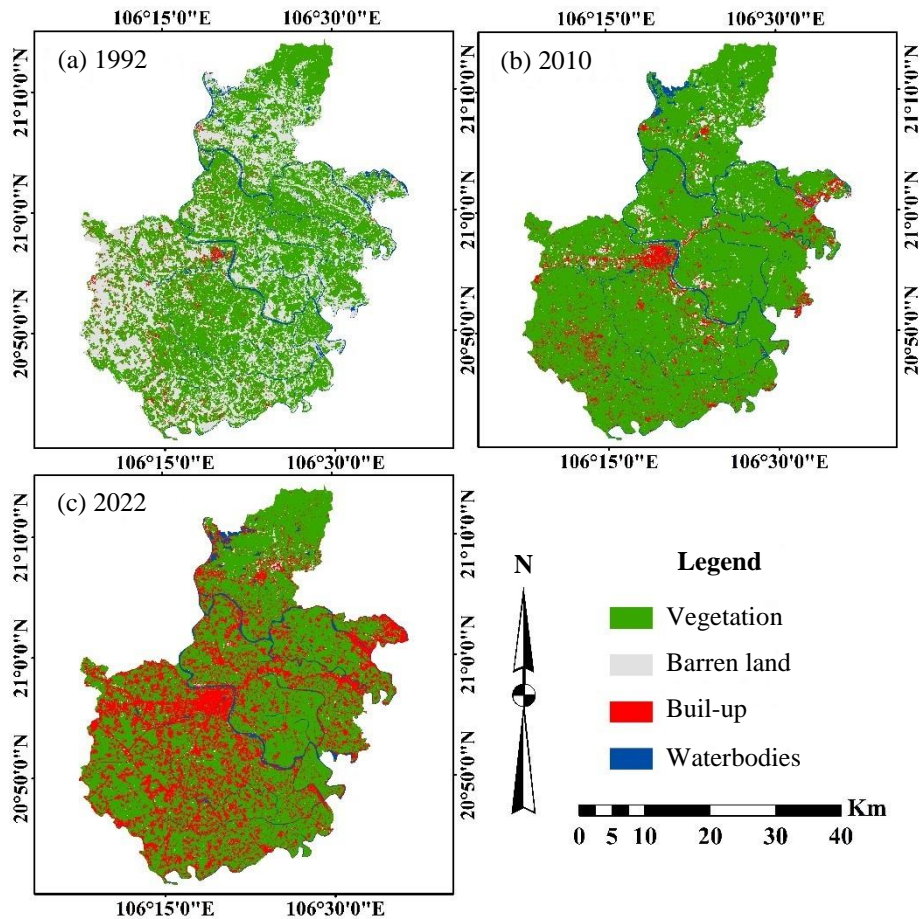 106°15'0"E 106°30'0"E 106°15'0"E 106°30'0"E
(a) 1992
(b) 2010
21°10'0"N
21°0'0"N
20°50'0"N
21°10'0"N
21°0'0"N
20°50'0"N
106°15'0"E 106°30'0"E 106°15'0"E 106°30'0"E
(c) 2022
21°10'0"N
21°0'0"N
20°50'0"N
21°10'0"N
21°0'0"N
20°50'0"N
106°15'0"E 106°30'0"E
N
Legend
Vegetation
Barren land
Buil-up
Waterbodies
Km
0 5 10 20 30 40